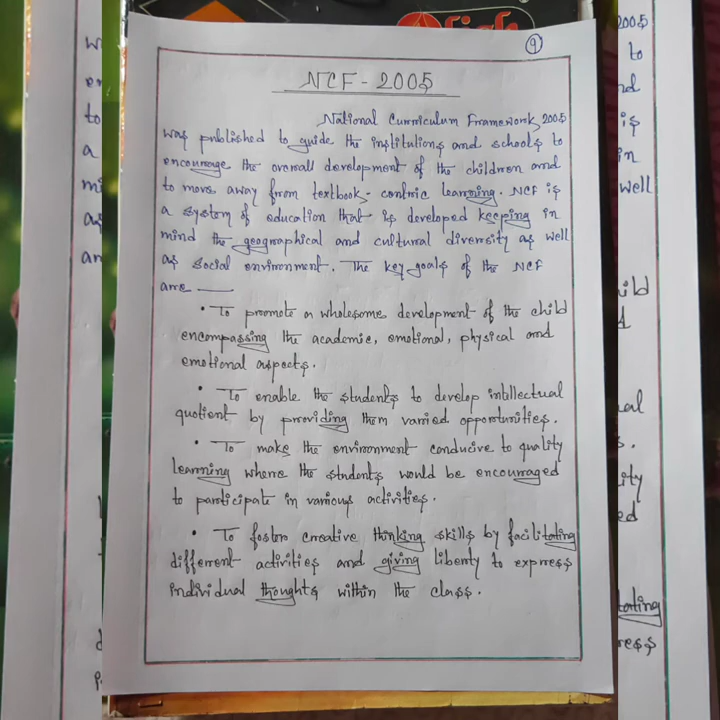 9
NCF - 2005
National Curriculum Framework, 2005
was published to guide the institutions and schools to
encourage the overall development of the children and
to move away from textbook- centric learning. NCF is
a system of education that is developed keeping in
mind the geographical and cultural diversity as well
as social environment. The key goals of the NCF
are —
• To promote a wholesome development of the child
encompassing the academic, emotional, physical and
emotional aspects.
• To enable the students to develop intellectual
quotient by providing them varied opportunities.
• To make the environment conducive to quality
learning where the students would be encouraged
to participate in various activities.
• To foster creative thinking skills by facilitating
different activities and giving liberty to express
individual thoughts within the class.